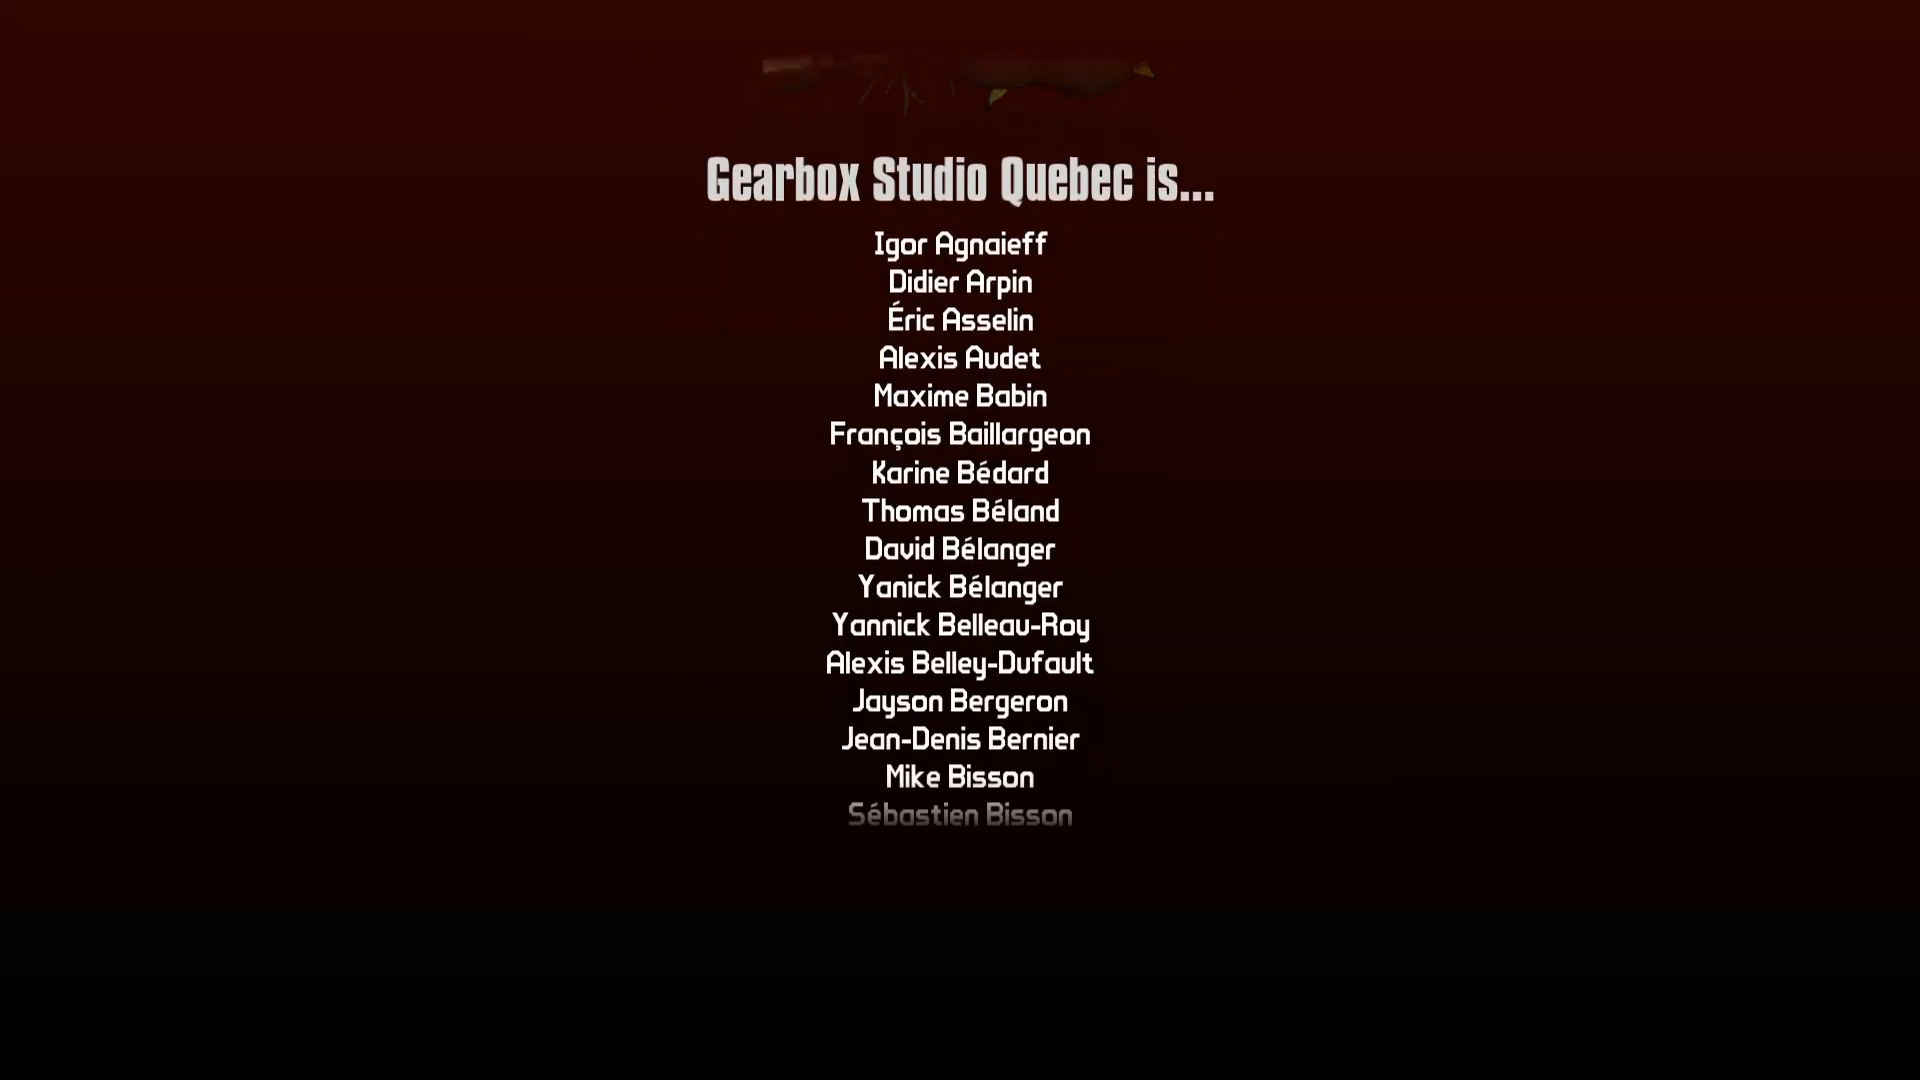 Gearbox Studio Quebec is...
Igor Agnaieff
Didier Arpin
Éric Asselin
Alexis Audet
Maxime Babin
François Baillargeon
Karine Bédard
Thomas Béland
David Bélanger
Yanick Bélanger
Yannick Belleau-Roy
Alexis Belley-Dufault
Jayson Bergeron
Jean-Denis Bernier
Mike Bisson
Sébastien Bisson